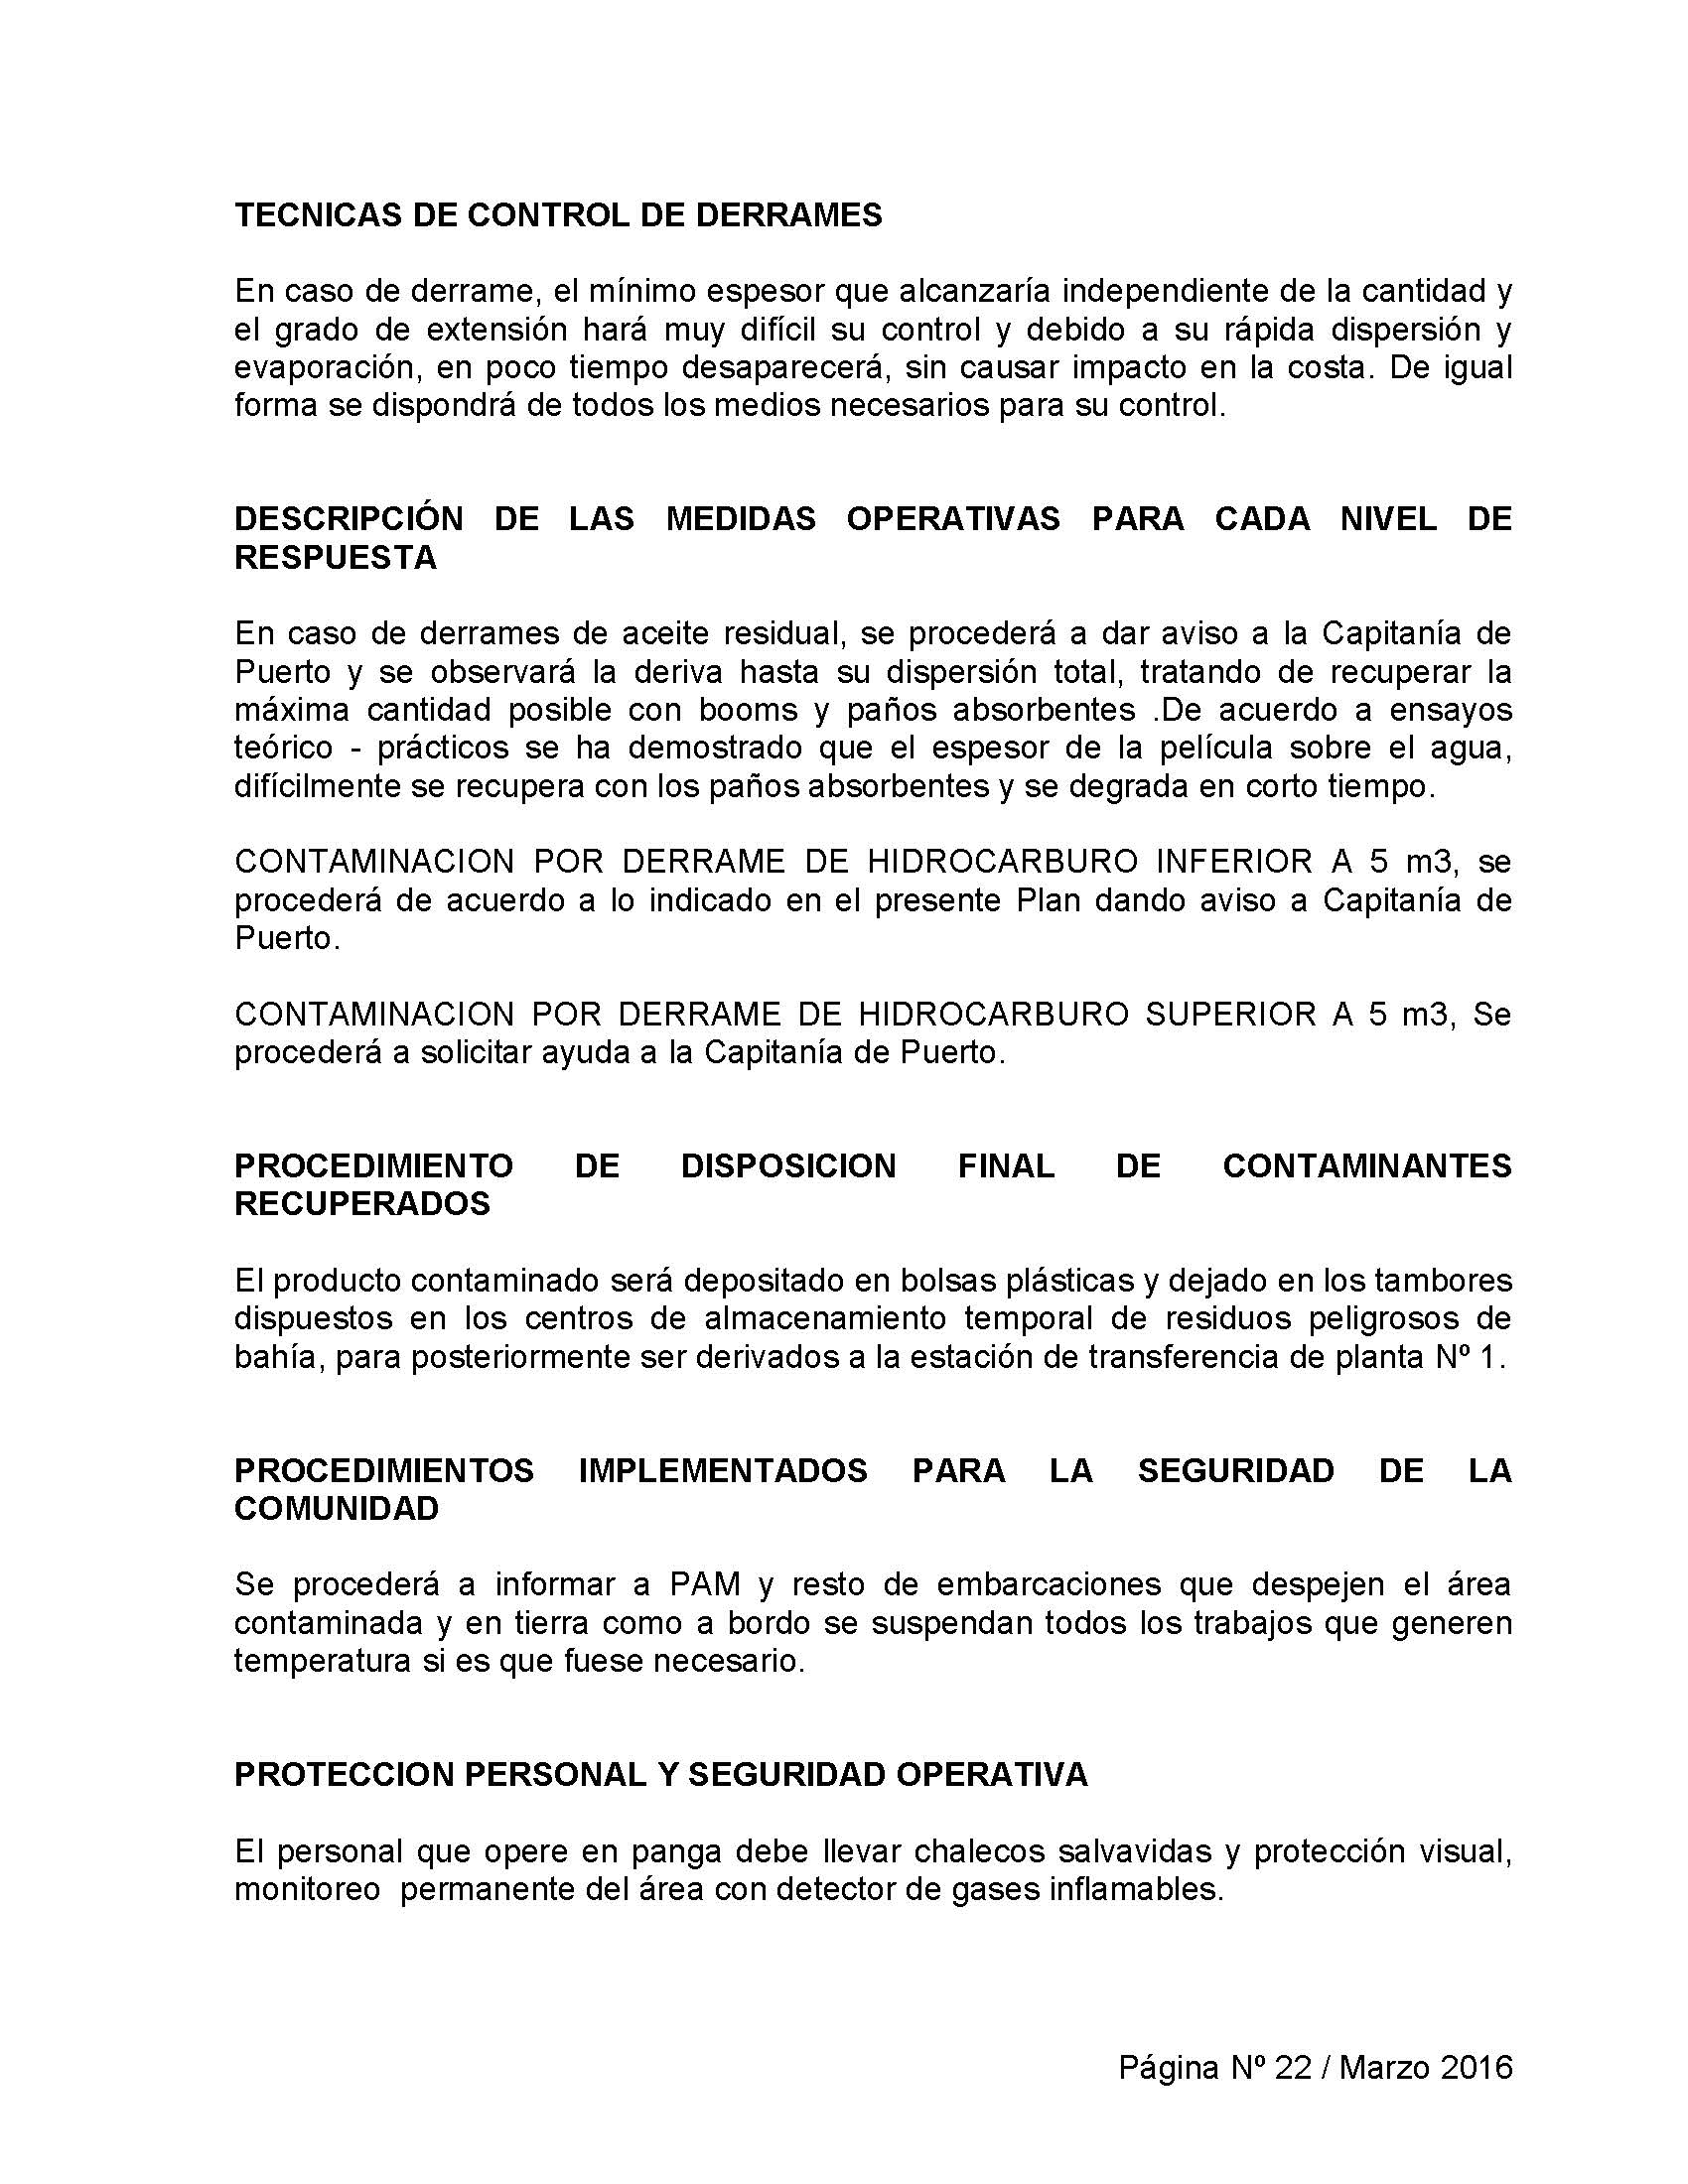 TECNICAS DE CONTROL DE DERRAMES
En caso de derrame, el mínimo espesor que alcanzaría independiente de la cantidad y
el grado de extensión hará muy difícil su control y debido a su rápida dispersión y
evaporación, en poco tiempo desaparecerá, sin causar impacto en la costa. De igual
forma se dispondrá de todos los medios necesarios para su control.
DESCRIPCIÓN DE LAS MEDIDAS OPERATIVAS PARA CADA NIVEL DE
RESPUESTA
En caso de derrames de aceite residual, se procederá a dar aviso a la Capitanía de
Puerto y se observará la deriva hasta su dispersión total, tratando de recuperar la
máxima cantidad posible con booms y paños absorbentes .De acuerdo a ensayos
teórico - prácticos se ha demostrado que el espesor de la película sobre el agua,
difícilmente se recupera con los paños absorbentes y se degrada en corto tiempo.
CONTAMINACION POR DERRAME DE HIDROCARBURO INFERIOR A 5 m3, se
procederá de acuerdo a lo indicado en el presente Plan dando aviso a Capitanía de
Puerto.
CONTAMINACION POR DERRAME DE HIDROCARBURO SUPERIOR A 5 m3, Se
procederá a solicitar ayuda a la Capitanía de Puerto.
PROCEDIMIENTO DE DISPOSICION FINAL DE CONTAMINANTES
RECUPERADOS
El producto contaminado será depositado en bolsas plásticas y dejado en los tambores
dispuestos en los centros de almacenamiento temporal de residuos peligrosos de
bahía, para posteriormente ser derivados a la estación de transferencia de planta Nº 1.
PROCEDIMIENTOS IMPLEMENTADOS PARA LA SEGURIDAD DE LA
COMUNIDAD
Se procederá a informar a PAM y resto de embarcaciones que despejen el área
contaminada y en tierra como a bordo se suspendan todos los trabajos que generen
temperatura si es que fuese necesario.
PROTECCION PERSONAL Y SEGURIDAD OPERATIVA
El personal que opere en panga debe llevar chalecos salvavidas y protección visual,
monitoreo  permanente del área con detector de gases inflamables.
Página Nº 22 / Marzo 2016